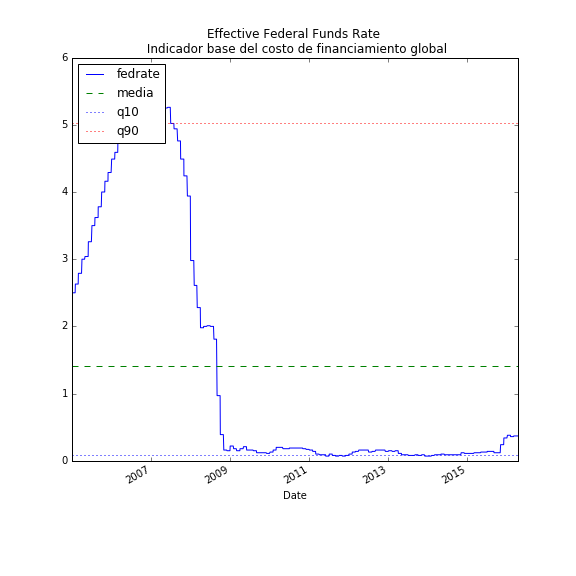 Effective Federal Funds Rate
Indicador base del costo de financiamiento global
6
5
4
3
2
1
0
fedrate
media
q10
q90
2007
2009
2011
2013
2015
Date